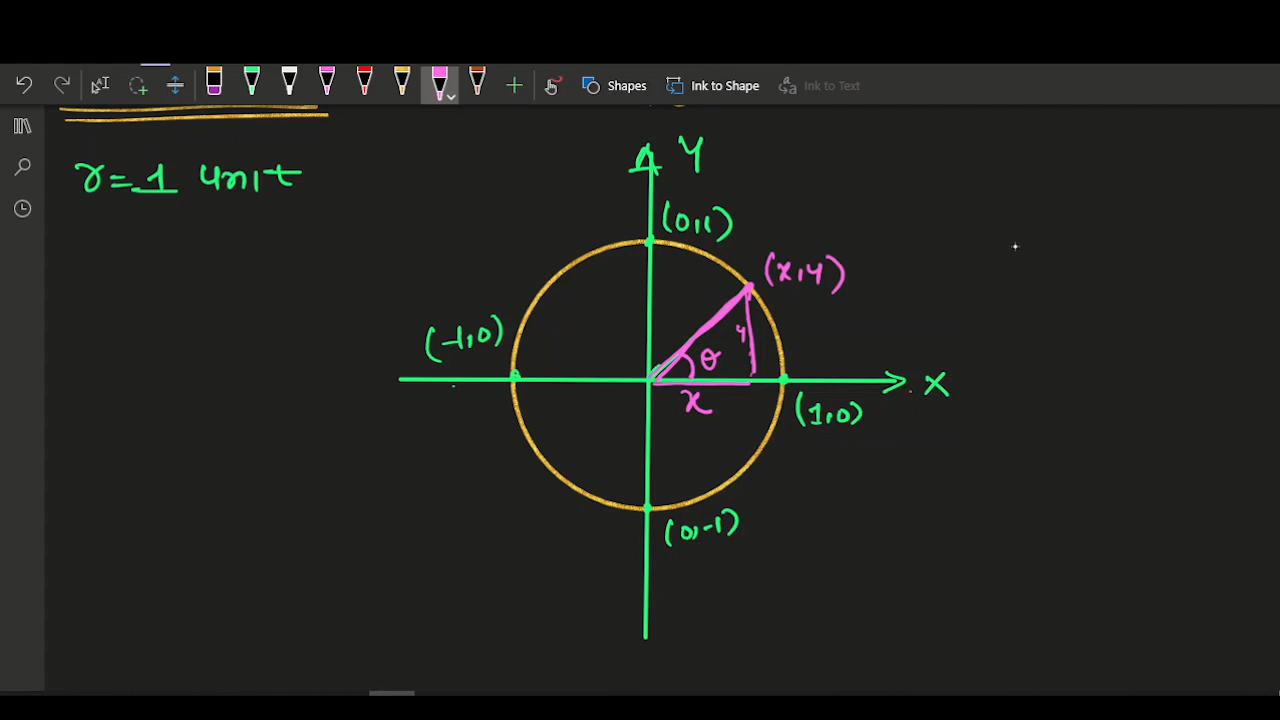 Shapes
Ink to Shape
Ink to Text
r = 1 unit
Y
(0,1)
(x,y)
(-1,0)
y
θ
x
X
(1,0)
(0,-1)